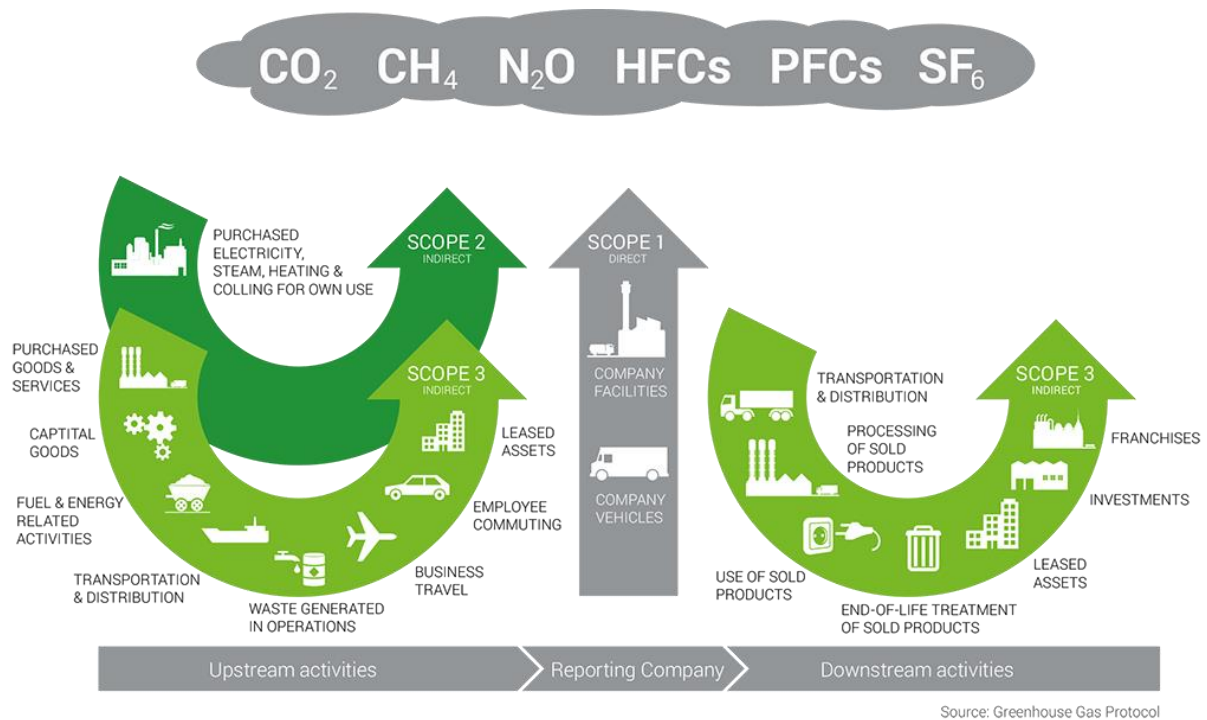 CO₂ CH₄ N₂O HFCs PFCs SF₆
PURCHASED
ELECTRICITY,
STEAM, HEATING &
COLLING FOR OWN USE
SCOPE 2
INDIRECT
SCOPE 1
DIRECT
COMPANY
FACILITIES
COMPANY
VEHICLES
PURCHASED
GOODS &
SERVICES
CAPTITAL
GOODS
FUEL & ENERGY
RELATED
ACTIVITIES
TRANSPORTATION
& DISTRIBUTION
WASTE GENERATED
IN OPERATIONS
BUSINESS
TRAVEL
EMPLOYEE
COMMUTING
LEASED
ASSETS
SCOPE 3
INDIRECT
TRANSPORTATION
& DISTRIBUTION
PROCESSING
OF SOLD
PRODUCTS
USE OF SOLD
PRODUCTS
END-OF-LIFE TREATMENT
OF SOLD PRODUCTS
LEASED
ASSETS
INVESTMENTS
FRANCHISES
SCOPE 3
INDIRECT
Upstream activities
Reporting Company
Downstream activities
Source: Greenhouse Gas Protocol